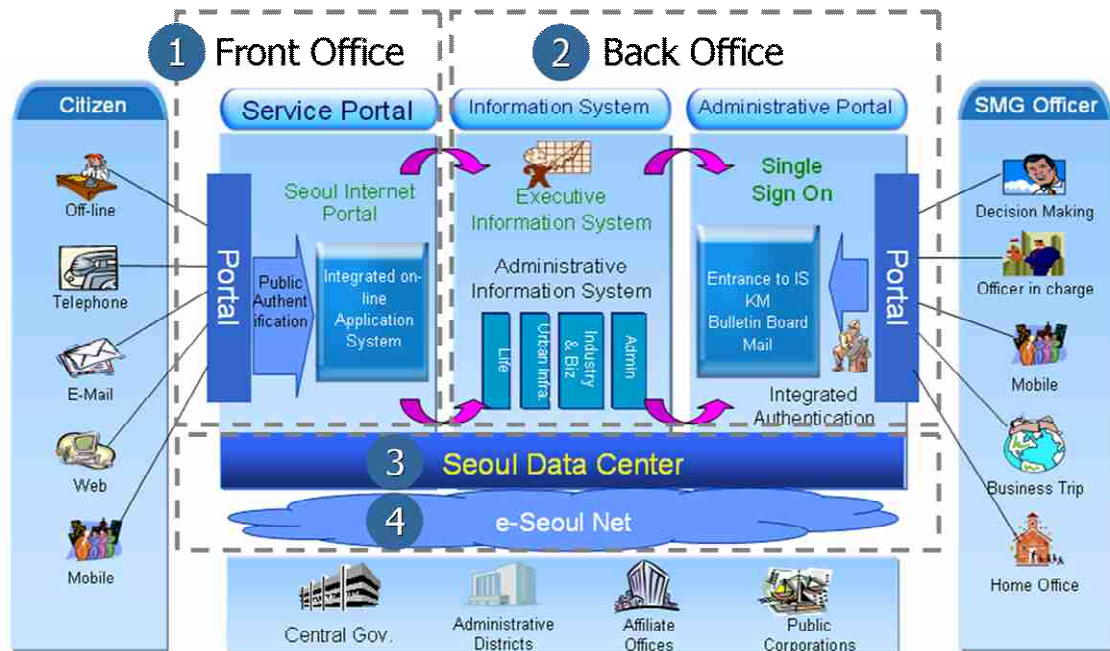 1 Front Office
2 Back Office
Citizen
Off-line
Telephone
E-Mail
Web
Mobile
Service Portal
Seoul Internet
Portal
Portal
Public
Authent
ification
Integrated on-
line
Application
System
Information System
Executive
Information System
Administrative
Information System
Life
Urban Infra.
Industry
& Biz
Admin
Administrative Portal
Single
Sign On
Entrance to IS
KM
Bulletin Board
Mail
Integrated
Authentication
Portal
SMG Officer
Decision Making
Officer in charge
Mobile
Business Trip
Home Office
3 Seoul Data Center
4 e-Seoul Net
Central Gov.
Administrative
Districts
Affiliate
Offices
Public
Corporations